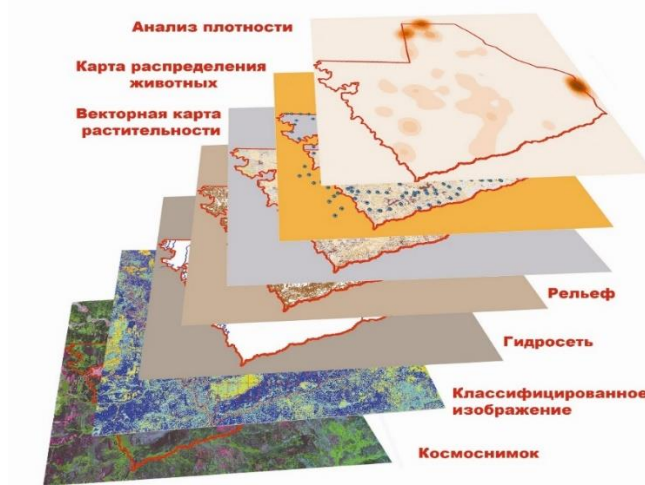 Анализ плотности
Карта распределения
животных
Векторная карта
растительности
Рельеф
Гидросеть
Классифицированное
изображение
Космоснимок